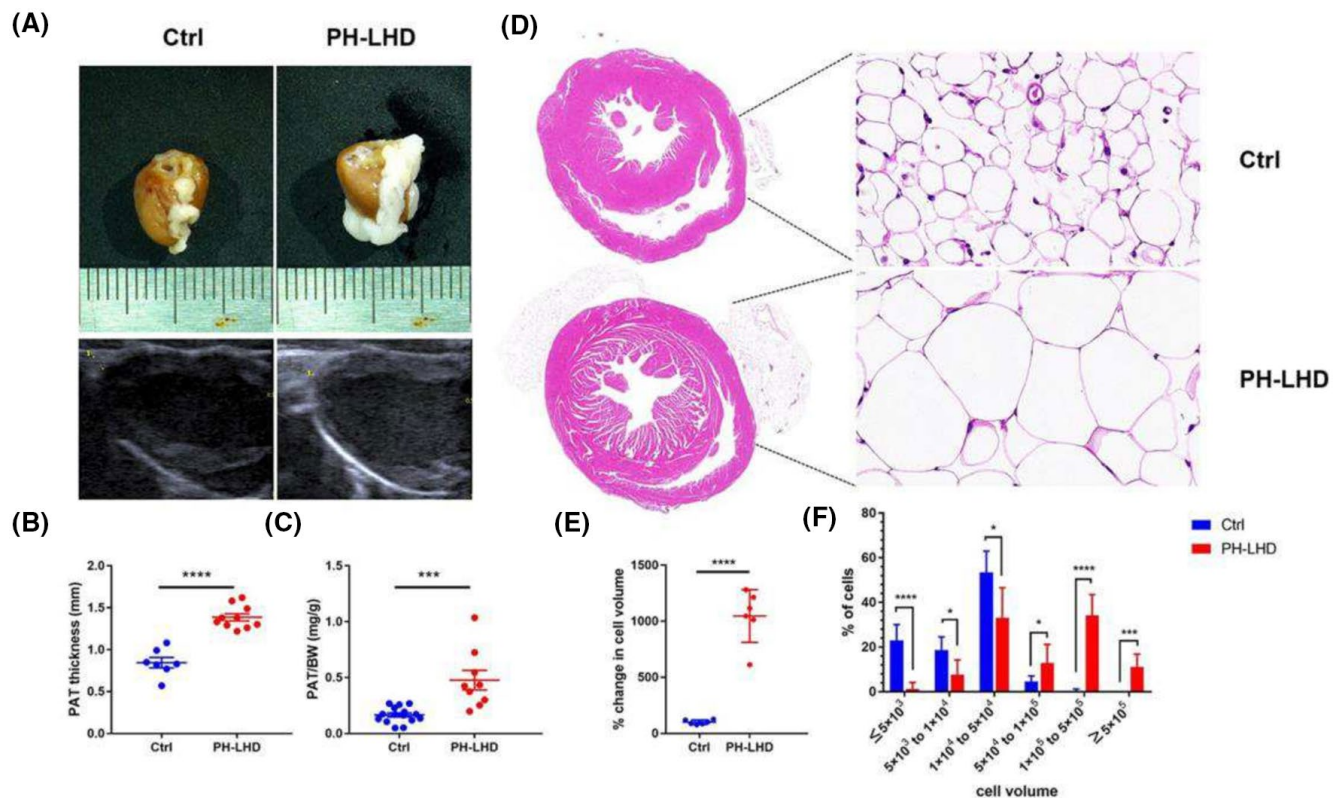 (A)
Ctrl
PH-LHD
(D)
Ctrl
PH-LHD
(B)
PAT thickness (mm)
2.0
1.5
1.0
0.5
0.0
****
Ctrl
PH-LHD
(C)
PAT/BW (mg/g)
1.5
1.0
0.5
0.0
***
Ctrl
PH-LHD
(E)
% change in cell volume
1500
1000
500
0
****
Ctrl
PH-LHD
(F)
% of cells
80
60
40
20
0
****
*
*
*
****
***
≤5×10³
5×10³ to 1×10⁴
1×10⁴ to 5×10⁴
5×10⁴ to 1×10⁵
1×10⁵ to 5×10⁵
≥5×10⁵
cell volume
Ctrl
PH-LHD